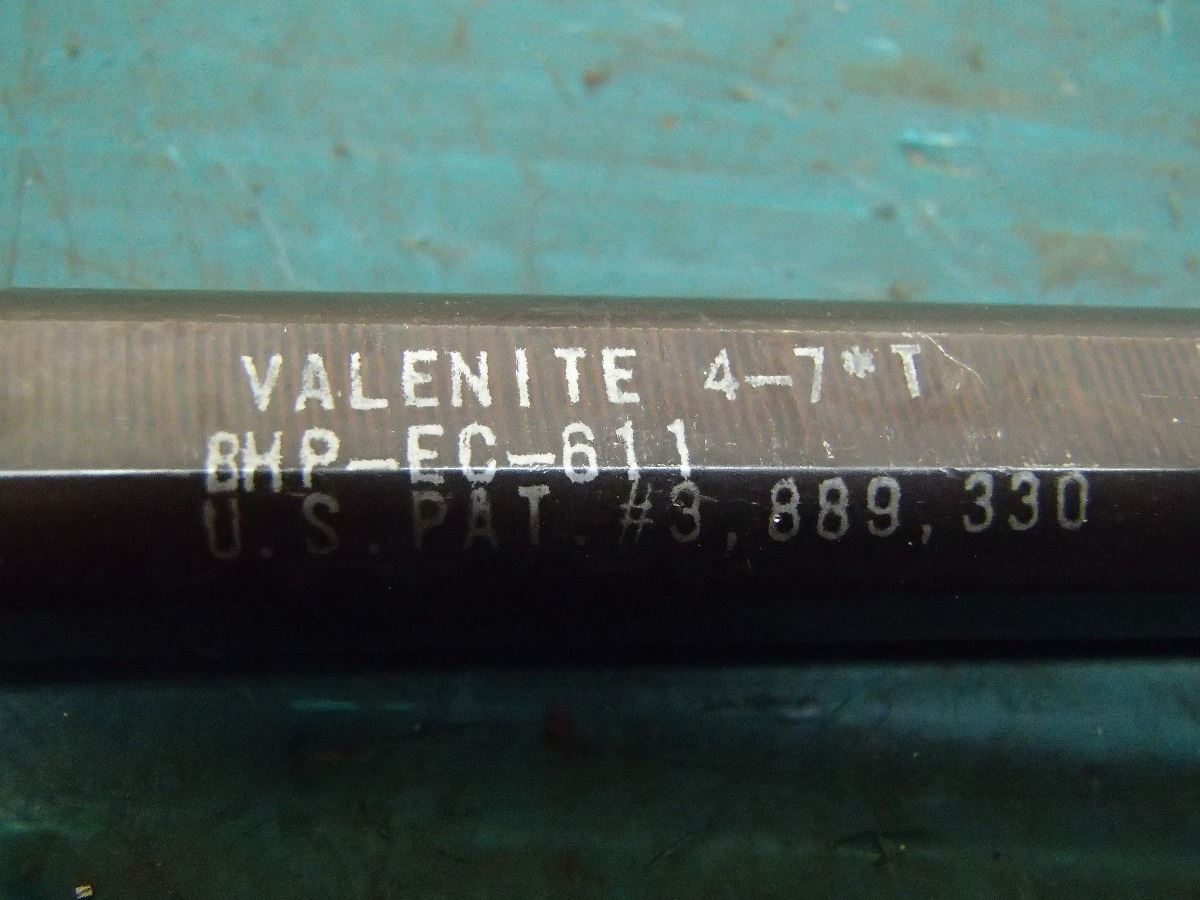 VALENITE 4-7*T
BHP-EC-611
U.S.PAT.#3,889,330